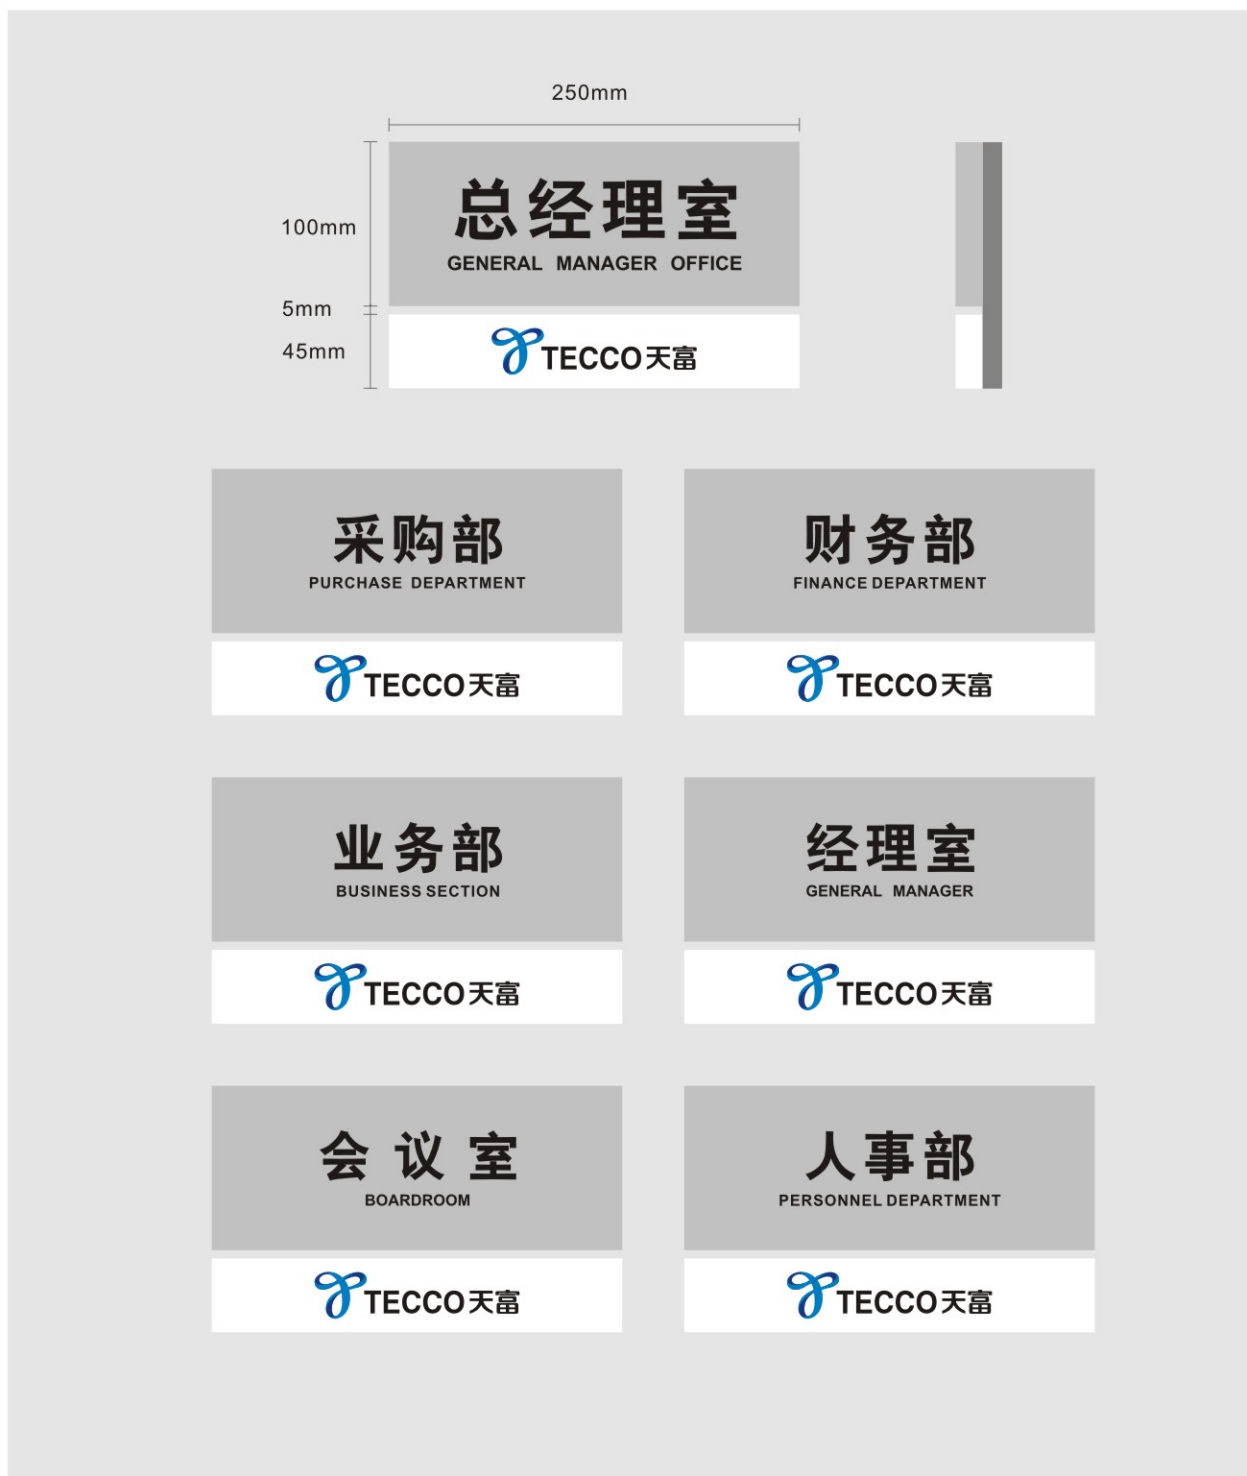 250mm
100mm
总经理室
GENERAL MANAGER OFFICE
5mm
45mm
TECCO天富
采购部
PURCHASE DEPARTMENT
TECCO天富
财务部
FINANCE DEPARTMENT
TECCO天富
业务部
BUSINESS SECTION
TECCO天富
经理室
GENERAL MANAGER
TECCO天富
会议室
BOARDROOM
TECCO天富
人事部
PERSONNEL DEPARTMENT
TECCO天富